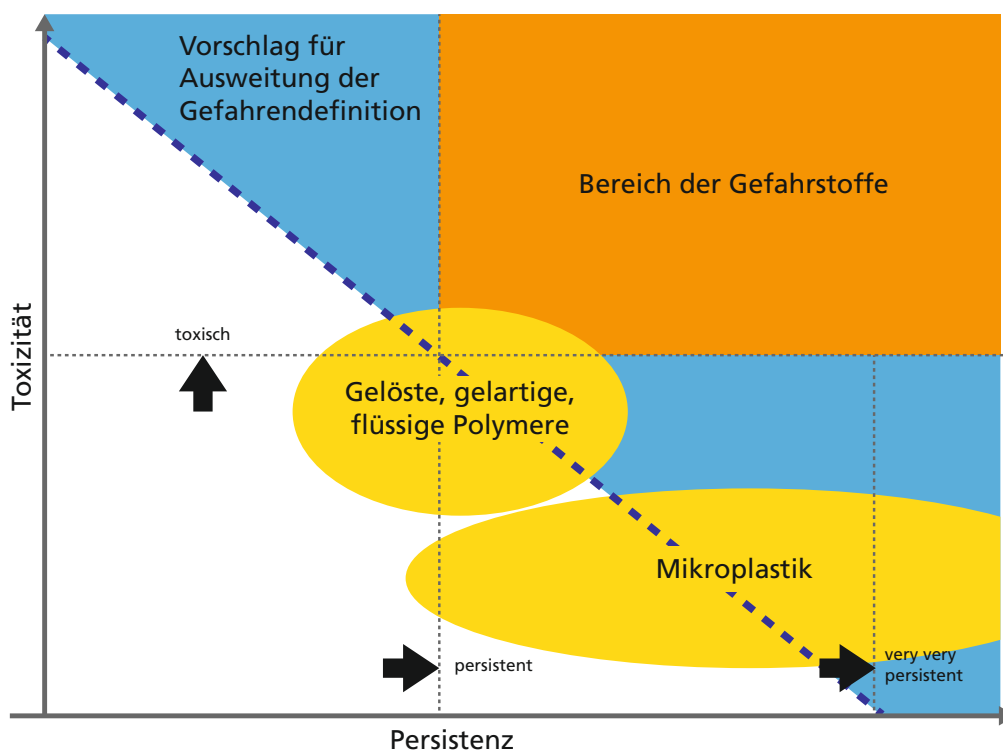 Vorschlag für
Ausweitung der
Gefahrendefinition
Bereich der Gefahrstoffe
Toxizität
toxisch
Gelöste, gelartige,
flüssige Polymere
Mikroplastik
persistent
very very
persistent
Persistenz